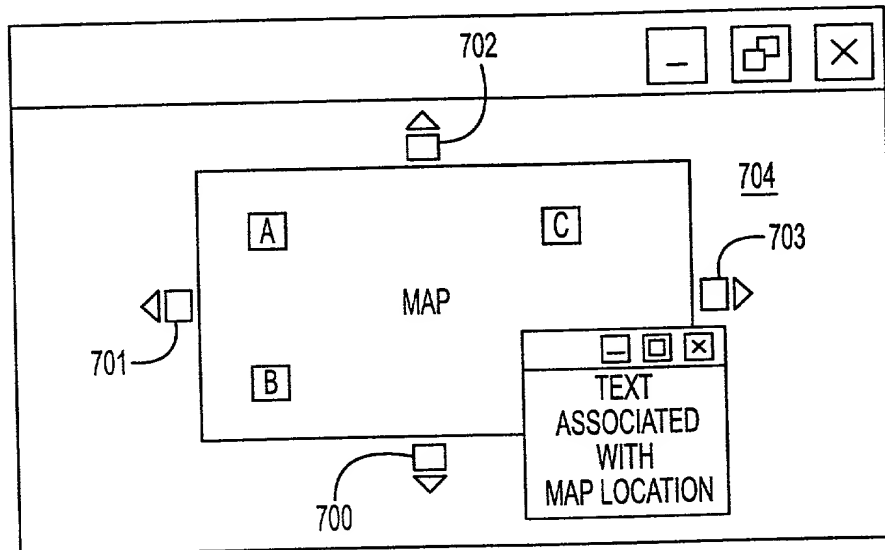 702
704
A
C
703
MAP
701
B
TEXT
ASSOCIATED
WITH
MAP LOCATION
700